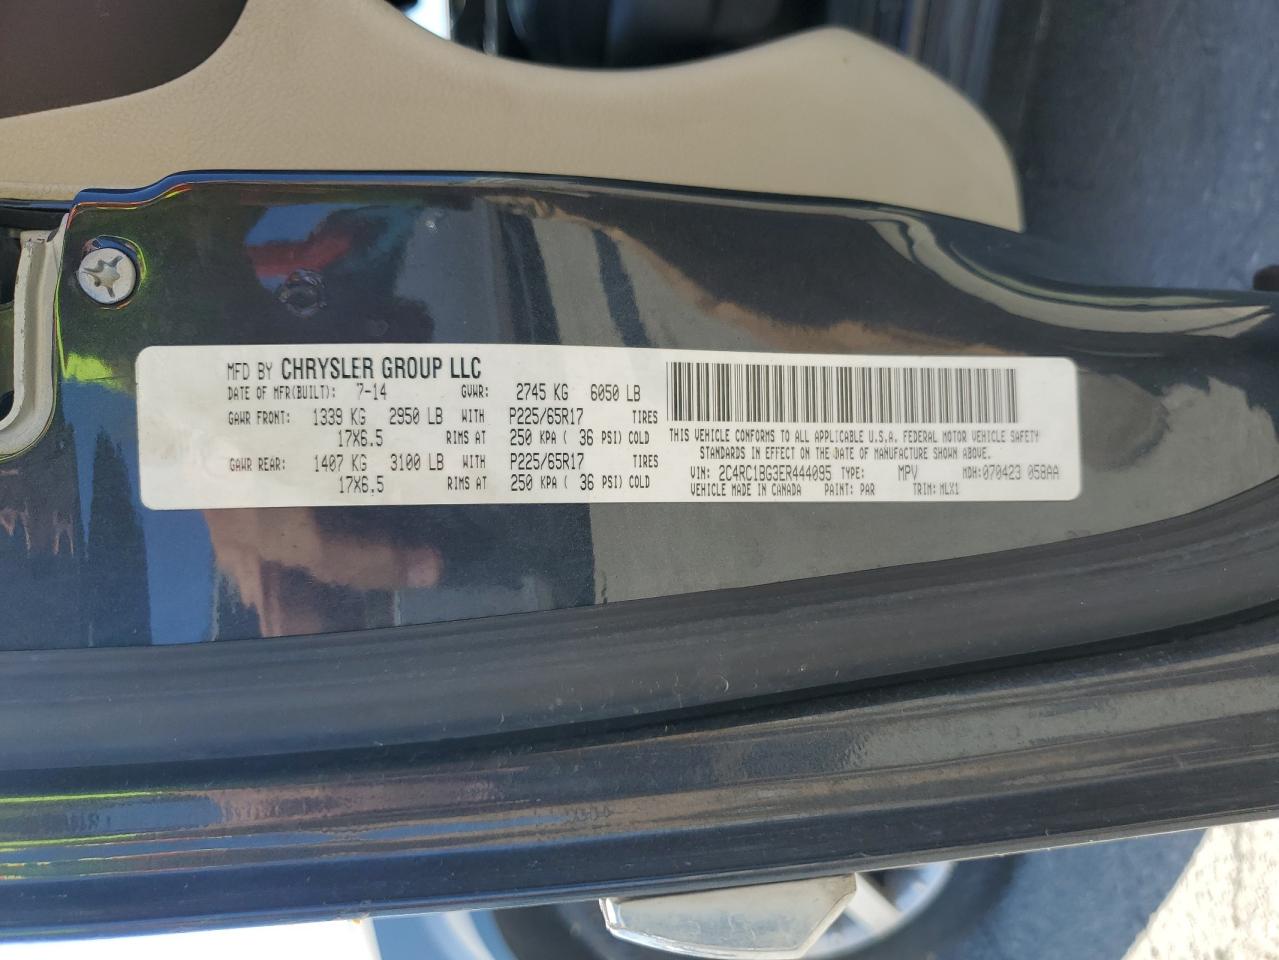 MFD BY CHRYSLER GROUP LLC
DATE OF MFR(BUILT): 7-14 GVWR: 2745 KG 6050 LB
GAWR FRONT: 1339 KG 2950 LB WITH P225/65R17 TIRES
17X6.5 RIMS AT 250 KPA ( 36 PSI) COLD
GAWR REAR: 1407 KG 3100 LB WITH P225/65R17 TIRES
17X6.5 RIMS AT 250 KPA ( 36 PSI) COLD
THIS VEHICLE CONFORMS TO ALL APPLICABLE U.S.A. FEDERAL MOTOR VEHICLE SAFETY
STANDARDS IN EFFECT ON THE DATE OF MANUFACTURE SHOWN ABOVE.
VIN: 2C4RC1BG3ER444095 TYPE: MPV MDH:070423 058AA
VEHICLE MADE IN CANADA PAINT: PAR TRIM: MLX1